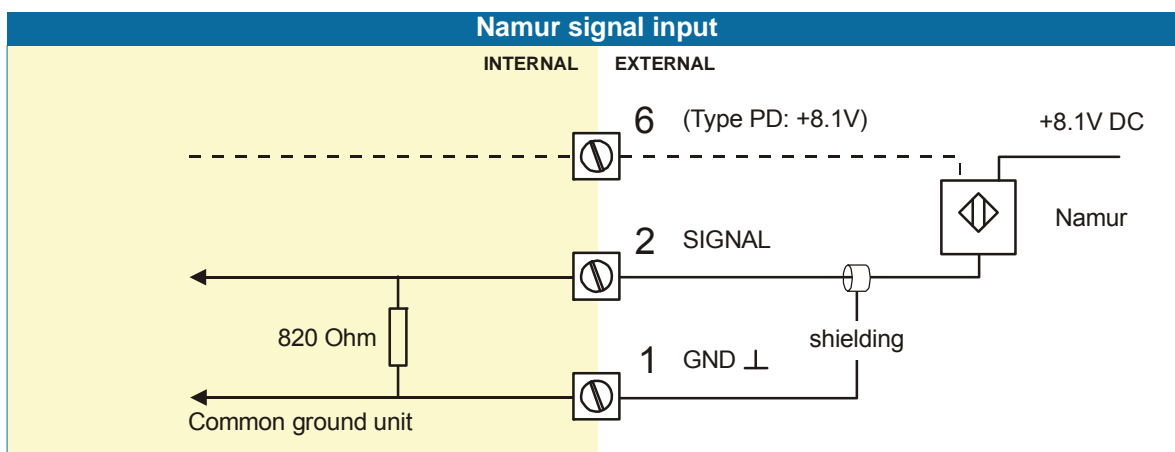 Namur signal input
INTERNAL EXTERNAL
6 (Type PD: +8.1V) +8.1V DC
Namur
2 SIGNAL
820 Ohm
shielding
1 GND ⊥
Common ground unit